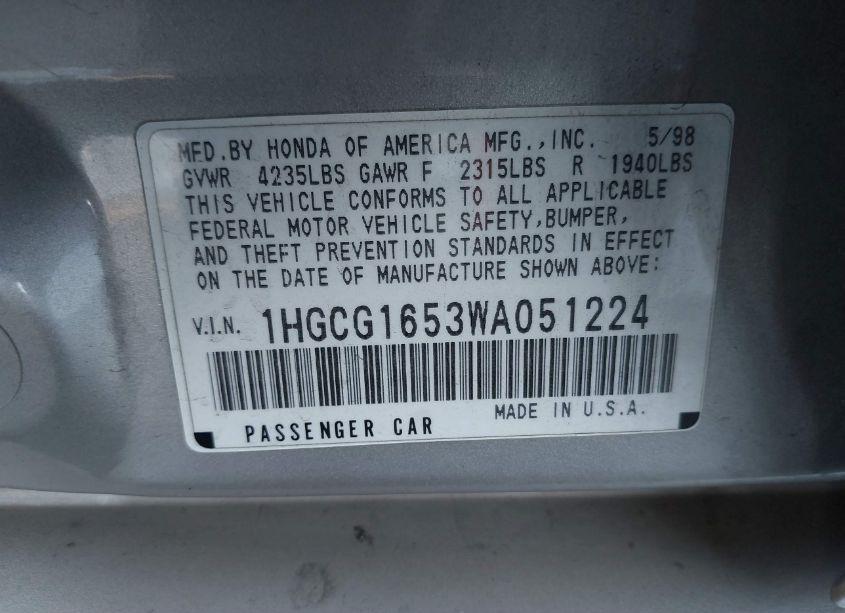 MFD.BY HONDA OF AMERICA MFG.,INC. 5/98
GVWR 4235LBS GAWR F 2315LBS R 1940LBS
THIS VEHICLE CONFORMS TO ALL APPLICABLE
FEDERAL MOTOR VEHICLE SAFETY,BUMPER,
AND THEFT PREVENTION STANDARDS IN EFFECT
ON THE DATE OF MANUFACTURE SHOWN ABOVE:
V.I.N. 1HGCG1653WA051224
PASSENGER CAR MADE IN U.S.A.